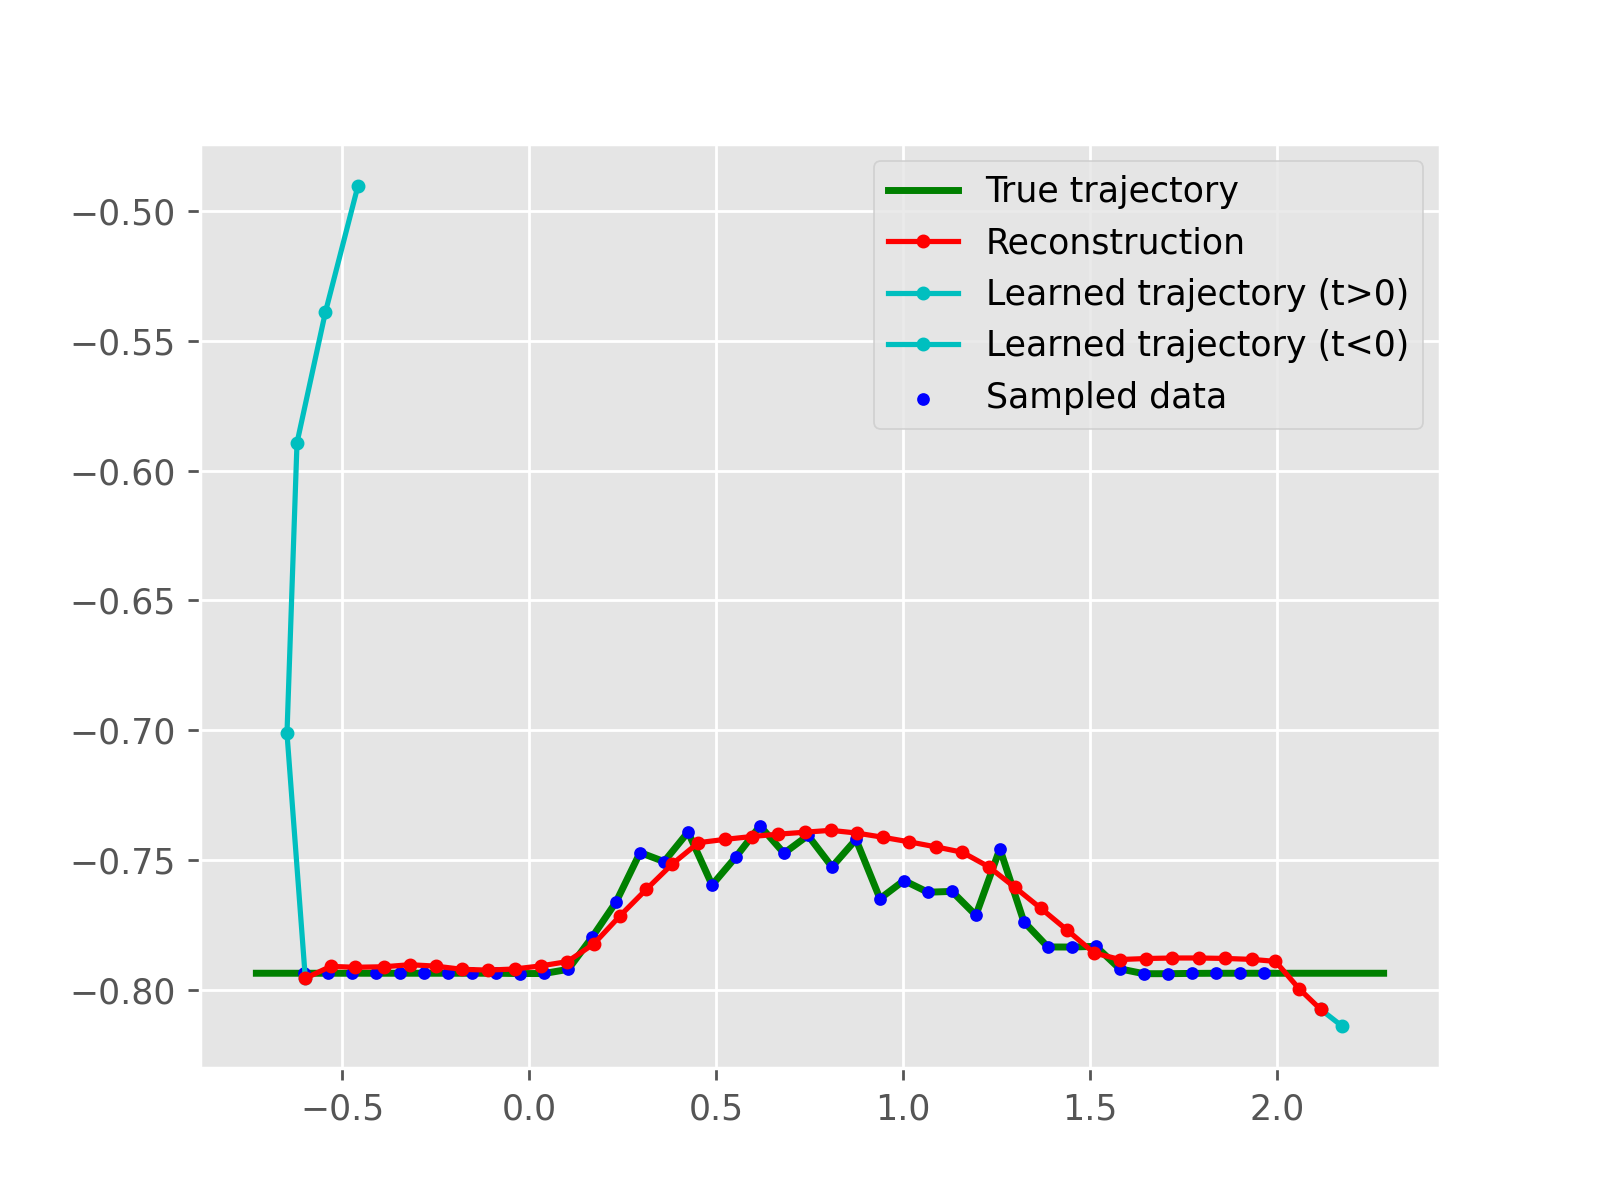 True trajectory
Reconstruction
Learned trajectory (t>0)
Learned trajectory (t<0)
Sampled data
−0.50
−0.55
−0.60
−0.65
−0.70
−0.75
−0.80
−0.5 0.0 0.5 1.0 1.5 2.0